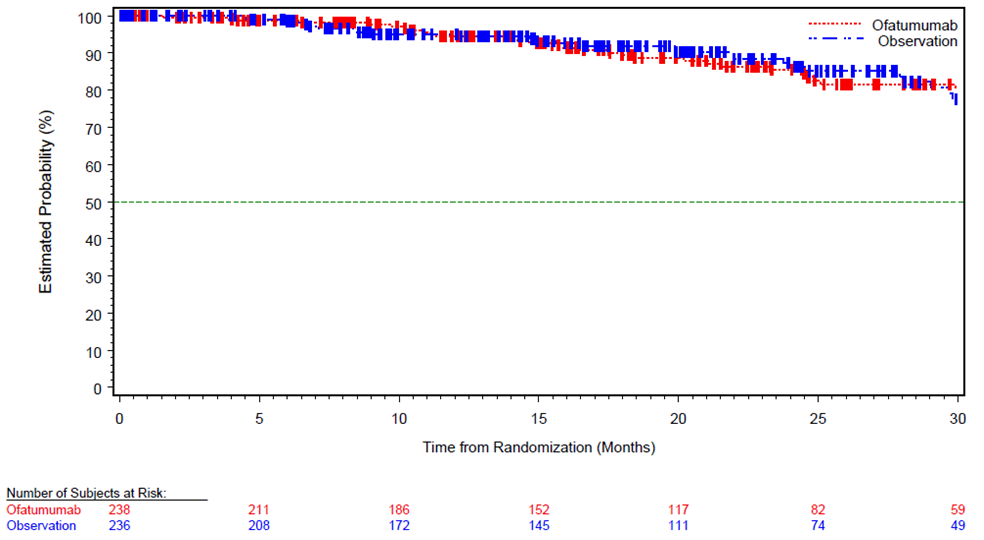 100
90
80
70
60
50
40
30
20
10
0
Estimated Probability (%)
Ofatumumab
Observation
0 5 10 15 20 25 30
Time from Randomization (Months)
Number of Subjects at Risk:
Ofatumumab 238 211 186 152 117 82 59
Observation 236 208 172 145 111 74 49